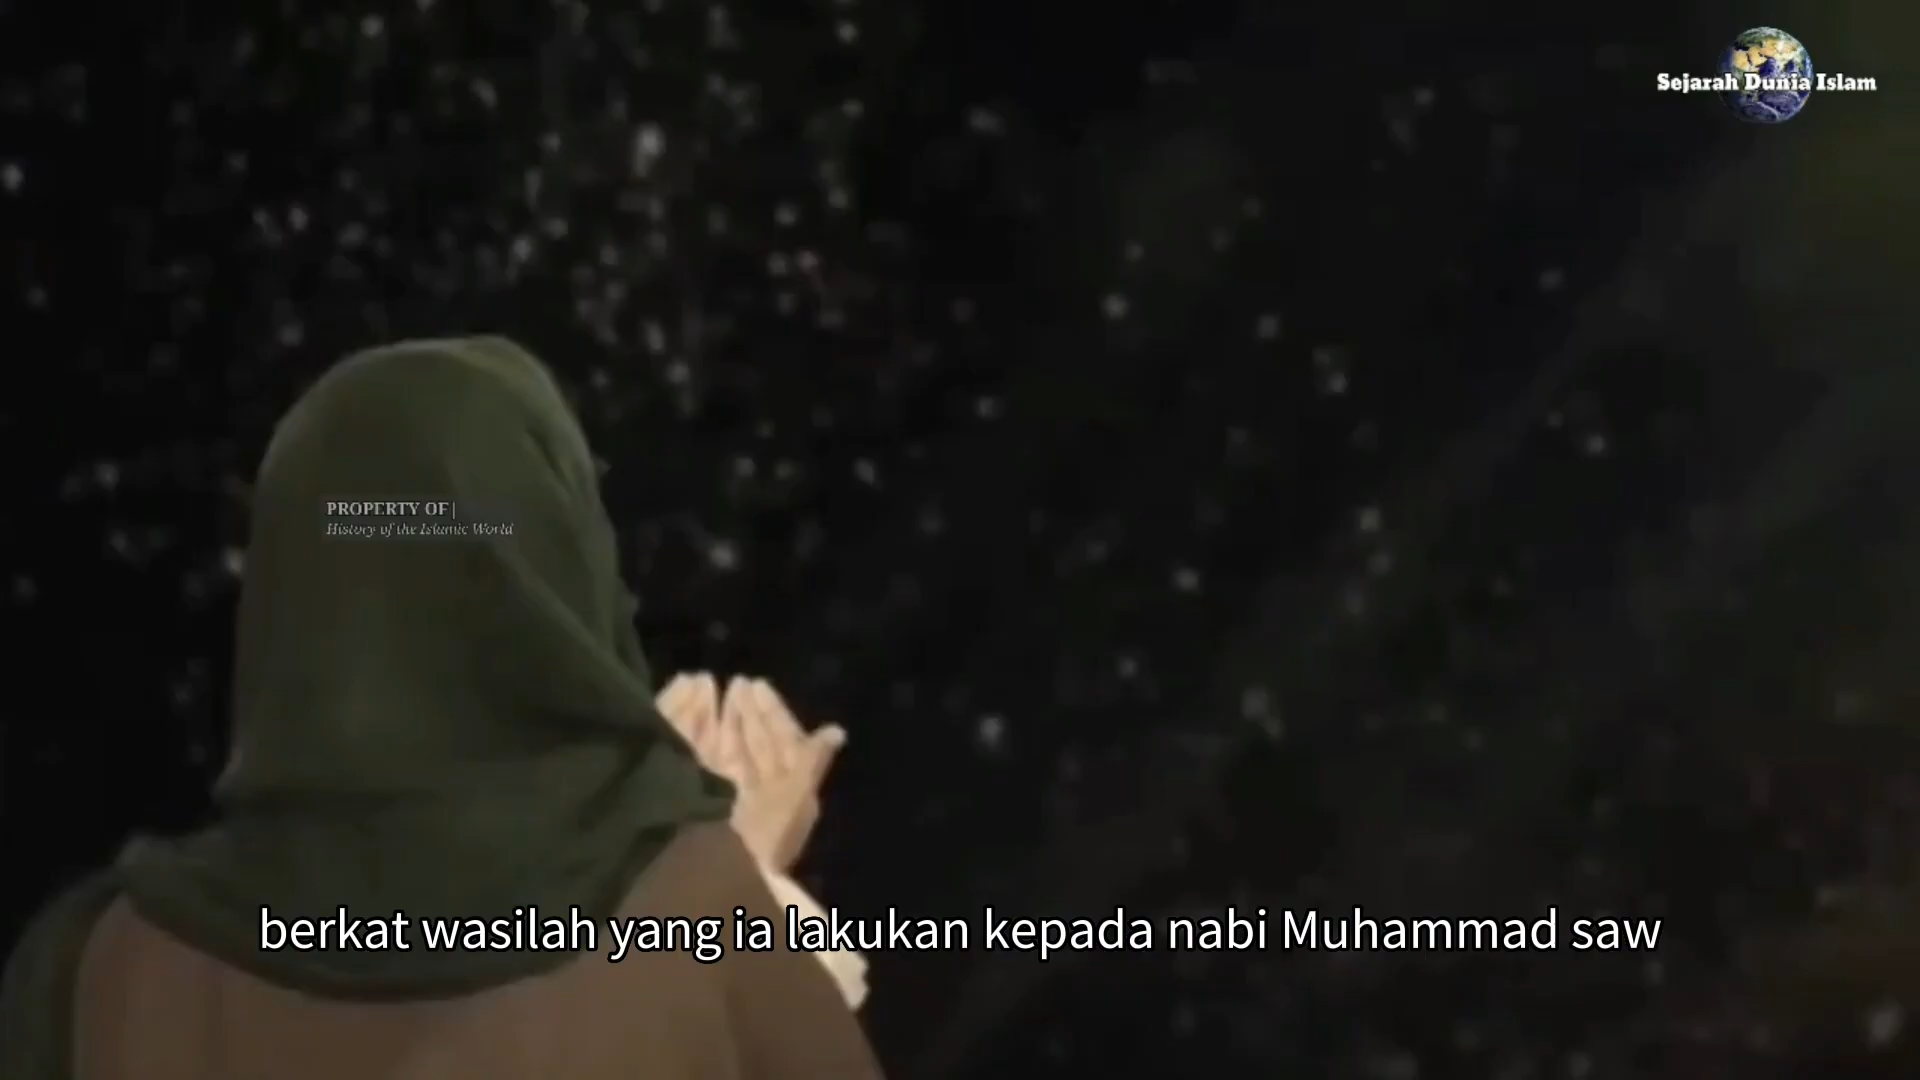 Sejarah Dunia Islam
PROPERTY OF |
History of the Islamic World
berkat wasilah yang ia lakukan kepada nabi Muhammad saw